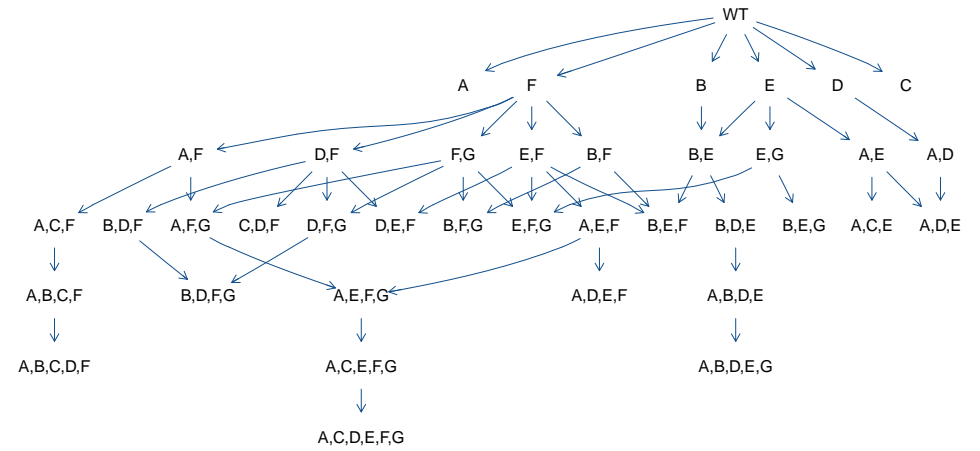 WT
A F B E D C
A,F D,F F,G E,F B,F B,E E,G A,E A,D
A,C,F B,D,F A,F,G C,D,F D,F,G D,E,F B,F,G E,F,G A,E,F B,E,F B,D,E B,E,G A,C,E A,D,E
A,B,C,F B,D,F,G A,E,F,G A,D,E,F A,B,D,E
A,B,C,D,F A,C,E,F,G A,B,D,E,G
A,C,D,E,F,G